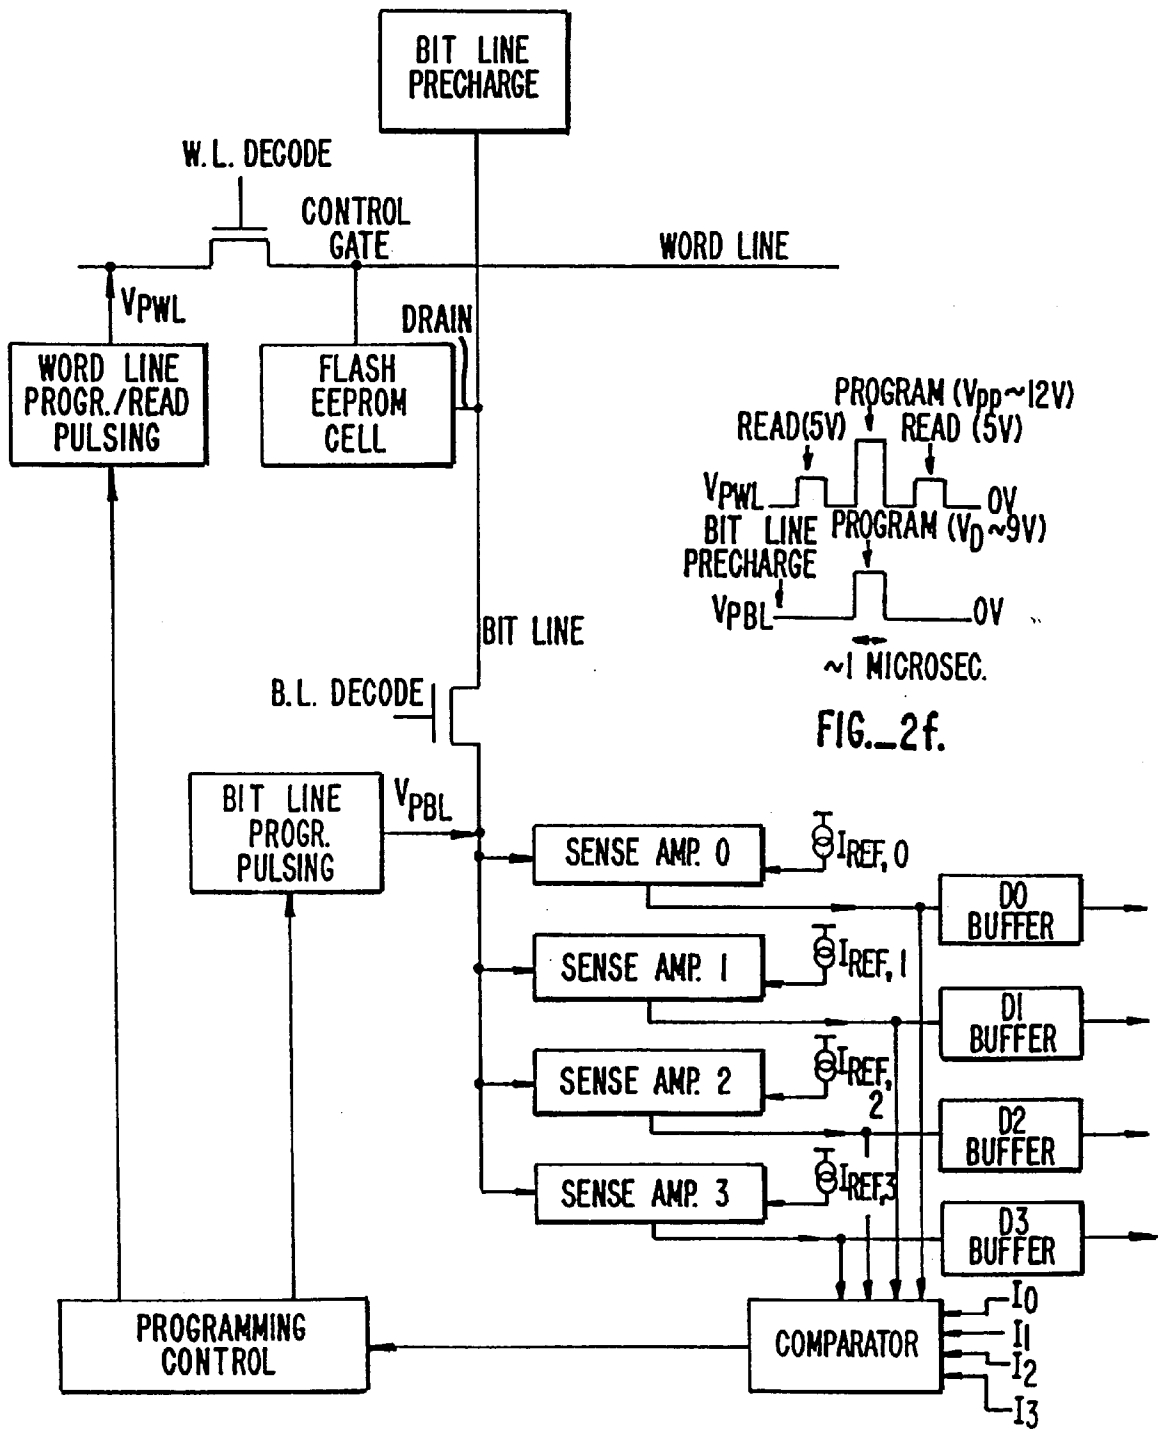 BIT LINE
PRECHARGE
W.L. DECODE
CONTROL
GATE
WORD LINE
VPWL
DRAIN
WORD LINE
PROGR./READ
PULSING
FLASH
EEPROM
CELL
PROGRAM (Vpp~12V)
READ(5V)
READ (5V)
VPWL
0V
BIT LINE
PRECHARGE
PROGRAM (VD~9V)
VPBL
0V
~1 MICROSEC.
FIG._2f.
BIT LINE
B.L. DECODE
BIT LINE
PROGR.
PULSING
VPBL
SENSE AMP. 0
IREF, 0
D0
BUFFER
SENSE AMP. 1
IREF, 1
D1
BUFFER
SENSE AMP. 2
IREF,
2
D2
BUFFER
SENSE AMP. 3
IREF,3
D3
BUFFER
PROGRAMMING
CONTROL
COMPARATOR
I0
I1
I2
I3